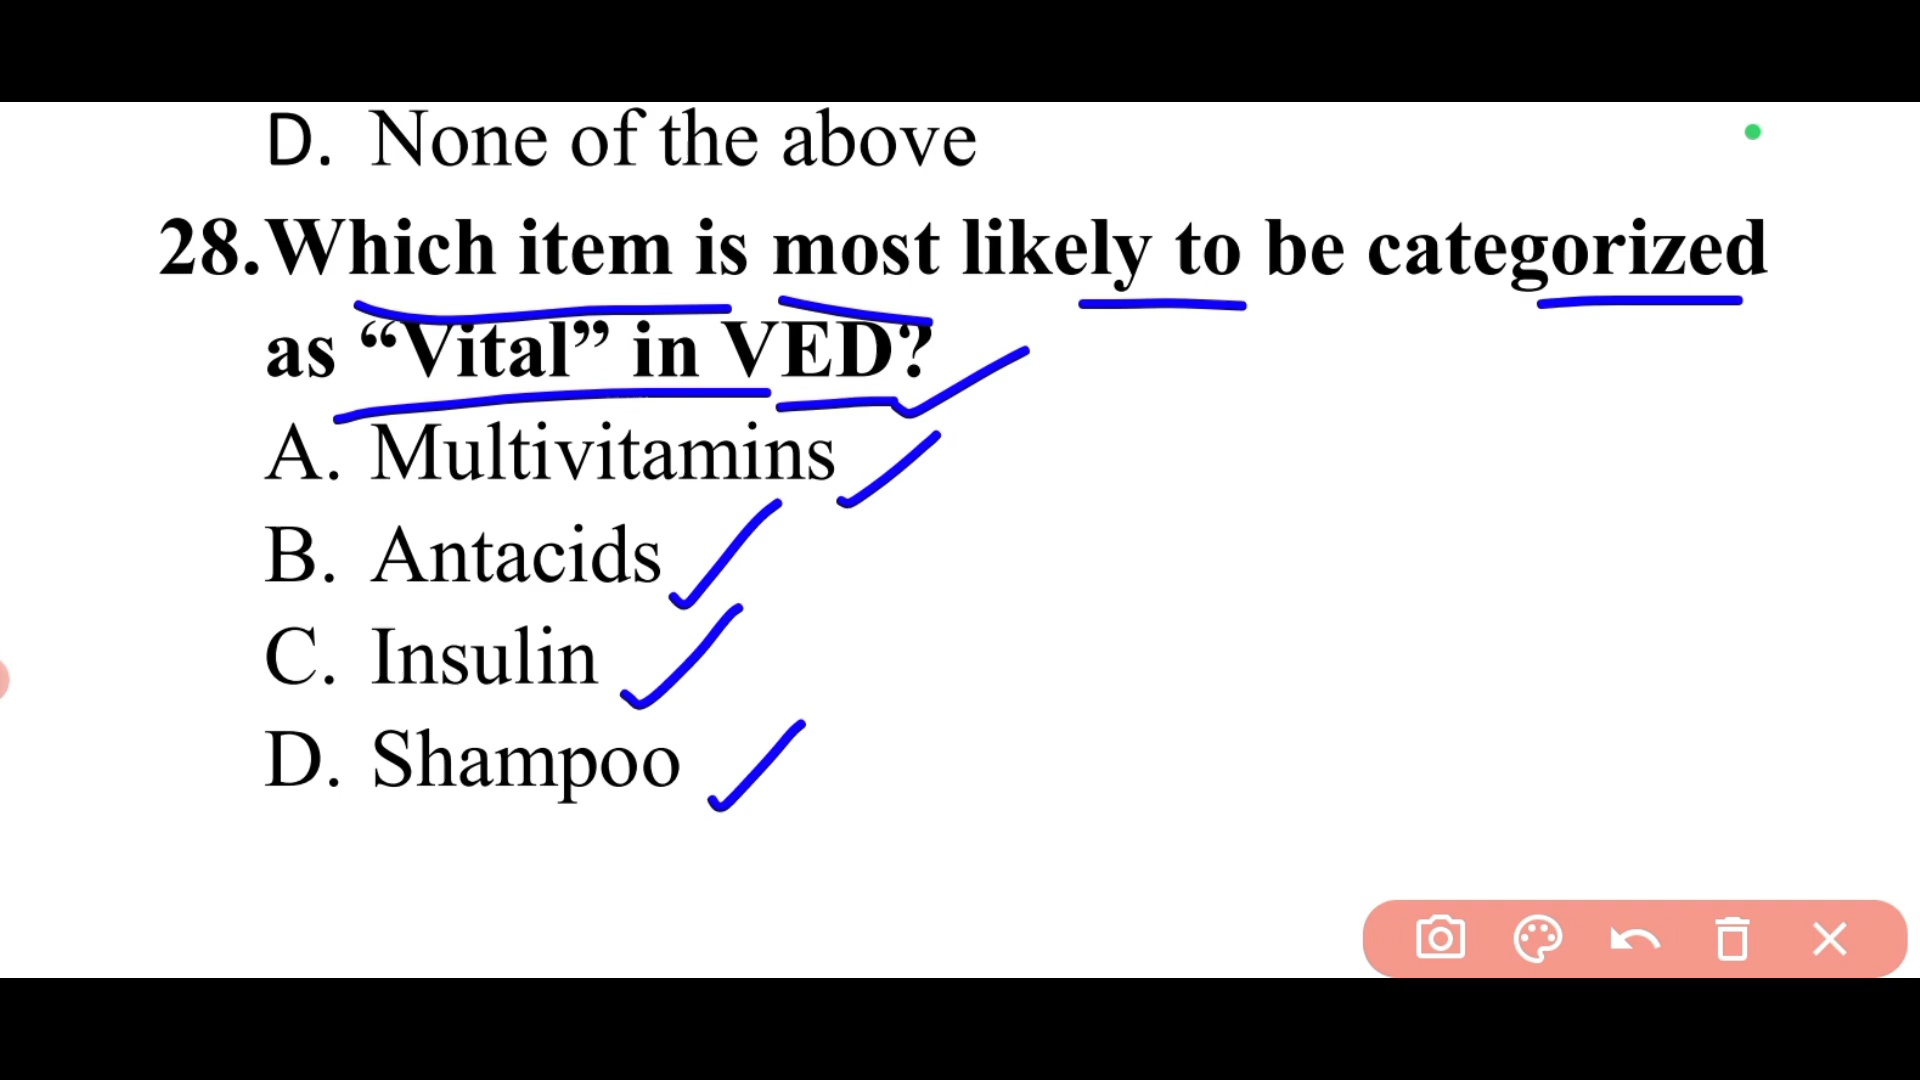 D. None of the above
28.Which item is most likely to be categorized
as “Vital” in VED?
A. Multivitamins
B. Antacids
C. Insulin
D. Shampoo